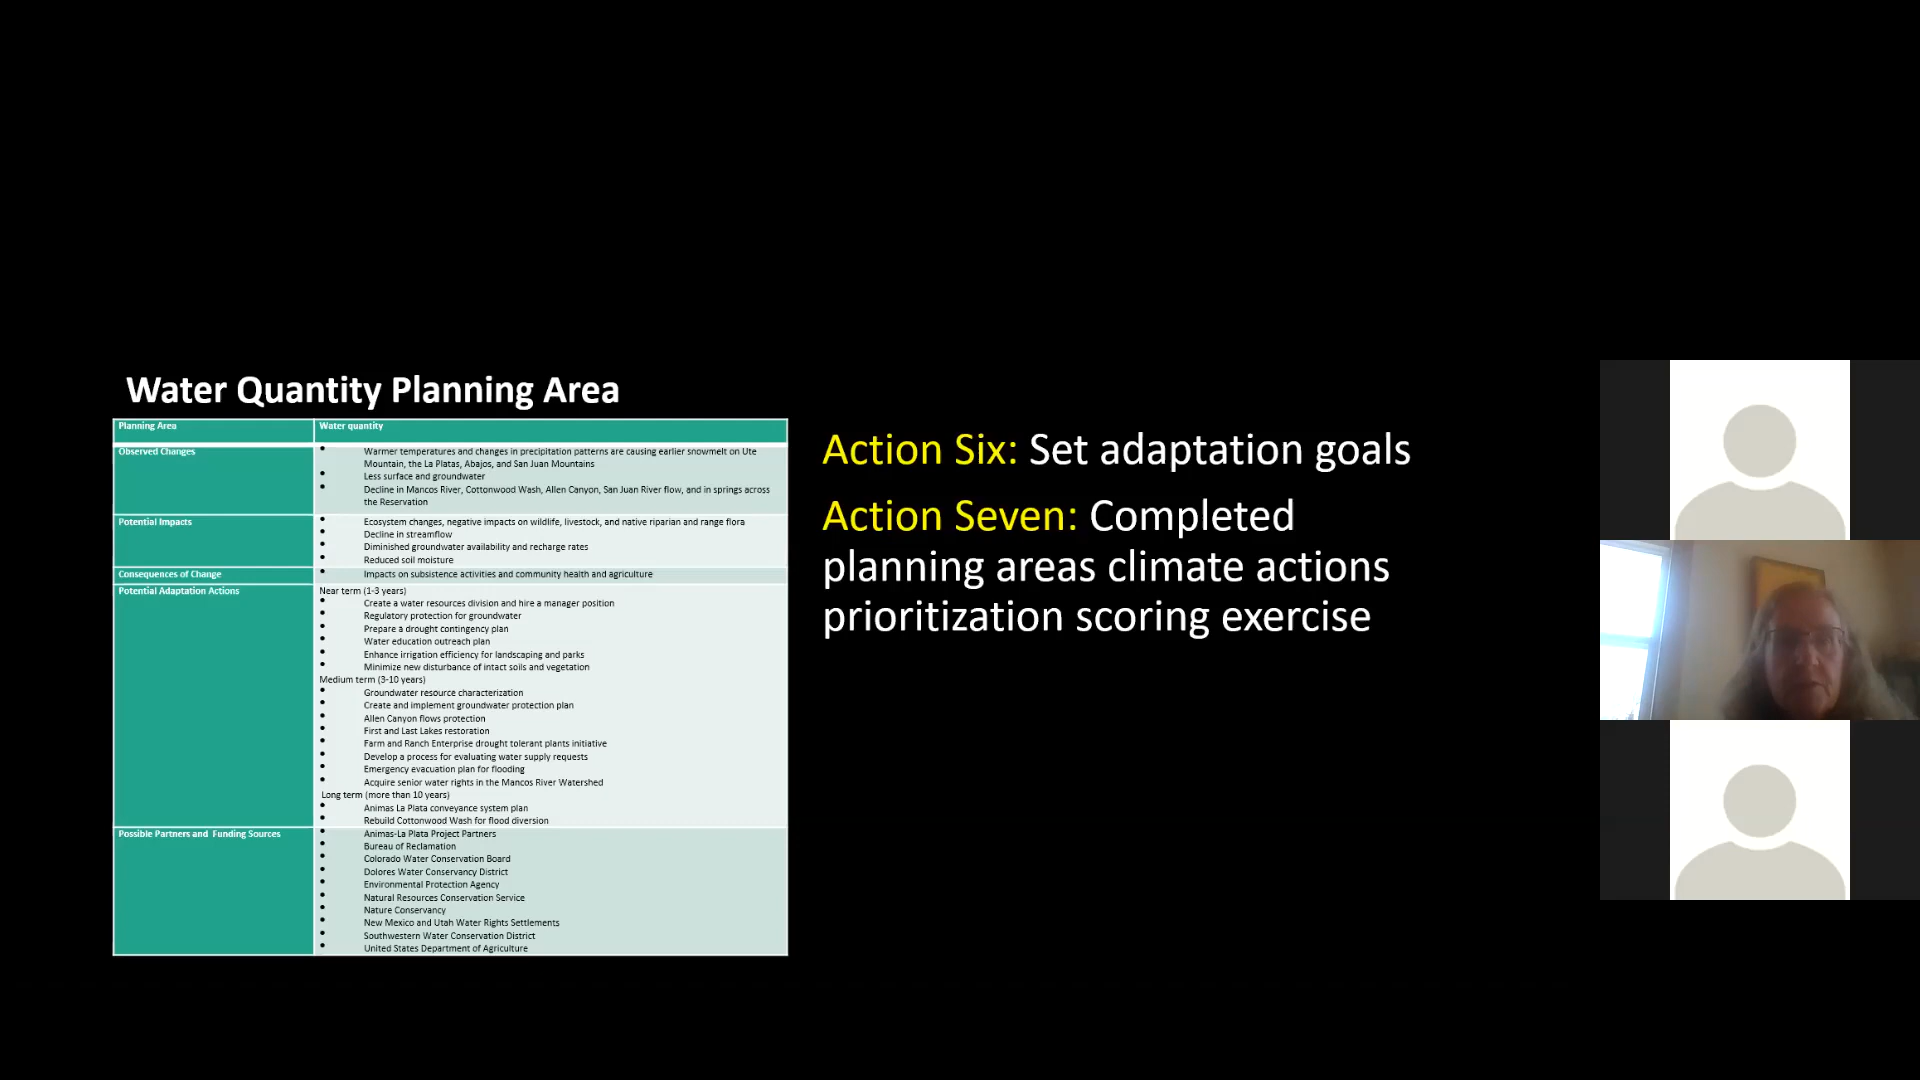 Water Quantity Planning Area
Planning Area
Water quantity
Observed Changes
Warmer temperatures and changes in precipitation patterns are causing earlier snowmelt on Ute
Mountain, the La Platas, Abajos, and San Juan Mountains
Less surface and groundwater
Decline in Mancos River, Cottonwood Wash, Allen Canyon, San Juan River flow, and in springs across
the Reservation
Potential Impacts
Ecosystem changes, negative impacts on wildlife, livestock, and native riparian and range flora
Decline in streamflow
Diminished groundwater availability and recharge rates
Reduced soil moisture
Consequences of Change
Impacts on subsistence activities and community health and agriculture
Potential Adaptation Actions
Near term (1-3 years)
Create a water resources division and hire a manager position
Regulatory protection for groundwater
Prepare a drought contingency plan
Water education outreach plan
Enhance irrigation efficiency for landscaping and parks
Minimize new disturbance of intact soils and vegetation
Medium term (3-10 years)
Groundwater resource characterization
Create and implement groundwater protection plan
Allen Canyon flows protection
First and Last Lakes restoration
Farm and Ranch Enterprise drought tolerant plants initiative
Develop a process for evaluating water supply requests
Emergency evacuation plan for flooding
Acquire senior water rights in the Mancos River Watershed
Long term (more than 10 years)
Animas La Plata conveyance system plan
Rebuild Cottonwood Wash for flood diversion
Possible Partners and Funding Sources
Animas-La Plata Project Partners
Bureau of Reclamation
Colorado Water Conservation Board
Dolores Water Conservancy District
Environmental Protection Agency
Natural Resources Conservation Service
Nature Conservancy
New Mexico and Utah Water Rights Settlements
Southwestern Water Conservation District
United States Department of Agriculture
Action Six: Set adaptation goals
Action Seven: Completed
planning areas climate actions
prioritization scoring exercise